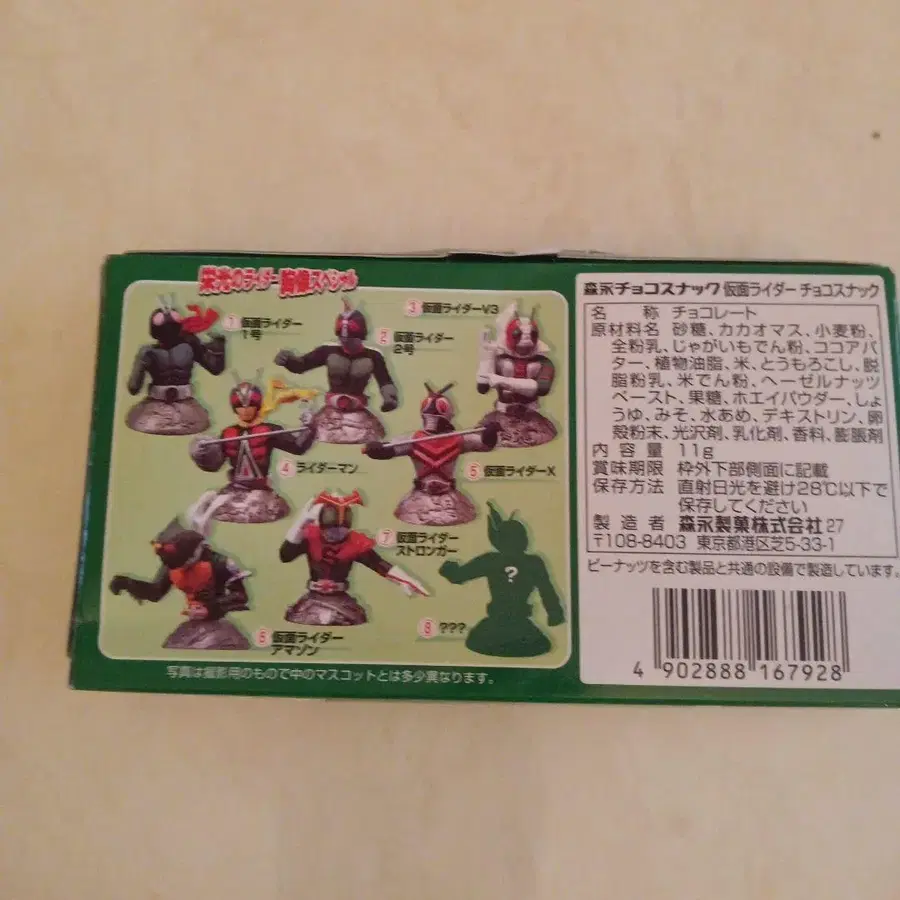 栄光のライダー胸像スペシャル
① 仮面ライダー
1号
② 仮面ライダー
2号
③ 仮面ライダーV3
④ ライダーマン
⑤ 仮面ライダーX
⑥ 仮面ライダー
アマゾン
⑦ 仮面ライダー
ストロンガー
⑧ ???
?
写真は撮影用のもので中のマスコットとは多少異なります。
森永チョコスナック 仮面ライダー チョコスナック
名 称 チョコレート
原材料名 砂糖、カカオマス、小麦粉、
全粉乳、じゃがいもでん粉、ココアバ
ター、植物油脂、米、とうもろこし、脱
脂粉乳、米でん粉、ヘーゼルナッツ
ペースト、果糖、ホエイパウダー、しょ
うゆ、みそ、水あめ、デキストリン、卵
殻粉末、光沢剤、乳化剤、香料、膨脹剤
内 容 量 11g
賞味期限 枠外下部側面に記載
保存方法 直射日光を避け28℃以下で
保存してください
製 造 者 森永製菓株式会社27
〒108-8403 東京都港区芝5-33-1
ピーナッツを含む製品と共通の設備で製造しています。
4 902888 167928